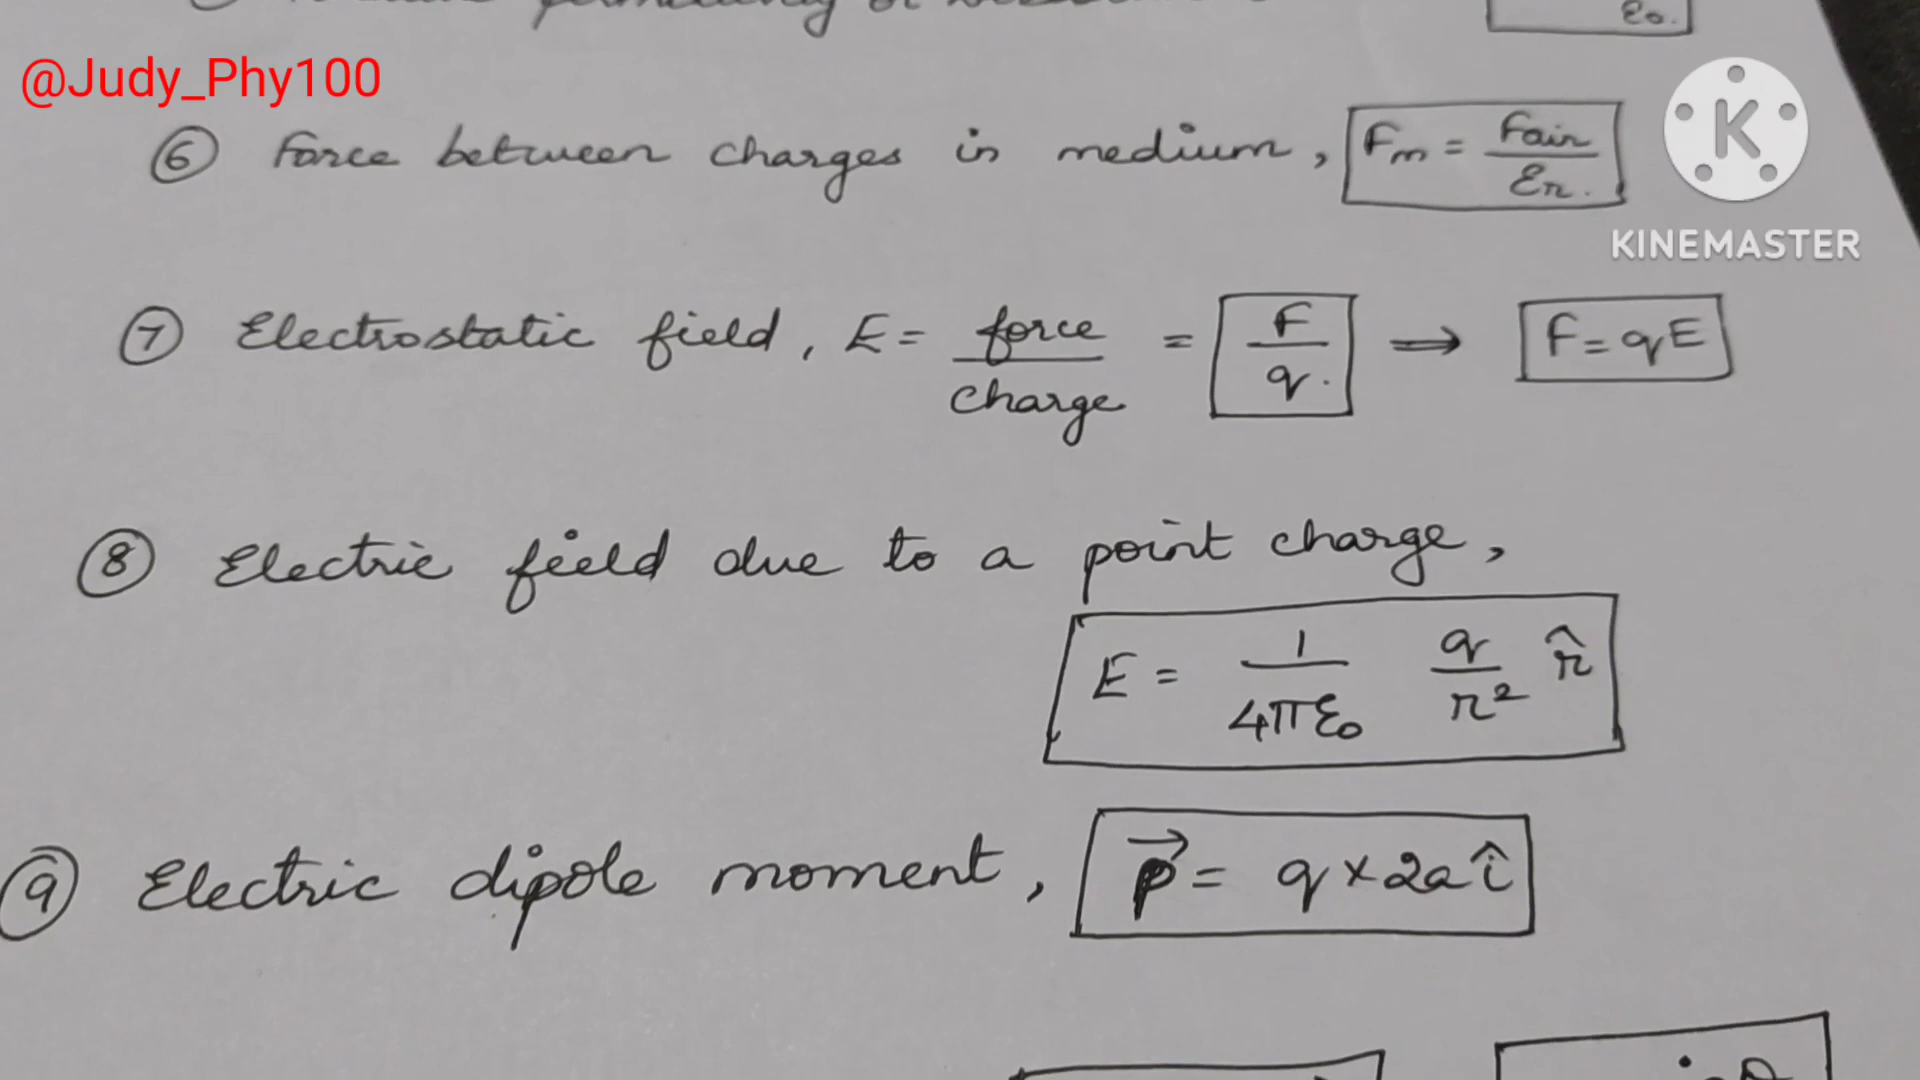 ε₀.
@Judy_Phy100
⑥ Force between charges in medium, Fm = Fair / εr.
KINEMASTER
⑦ Electrostatic field, E = force / charge = F / q. ⇒ F = qE
⑧ Electric field due to a point charge,
E = 1 / 4πε₀ q / r² r̂
⑨ Electric dipole moment, p⃗ = q × 2a î